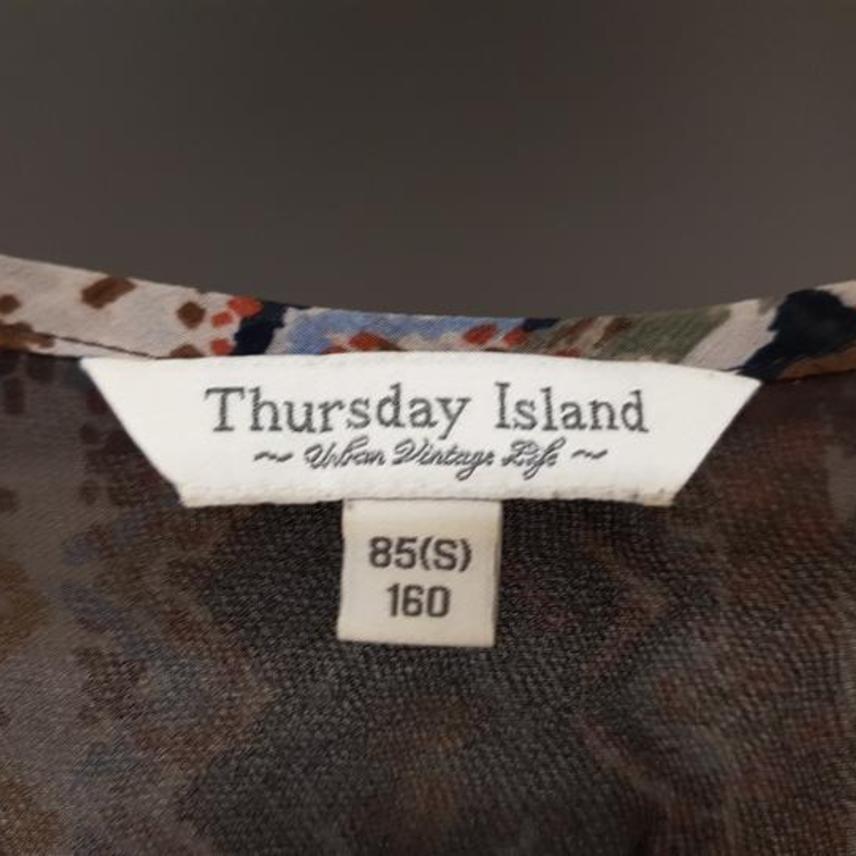 Thursday Island
~ Urban Vintage Life ~
85(S)
160